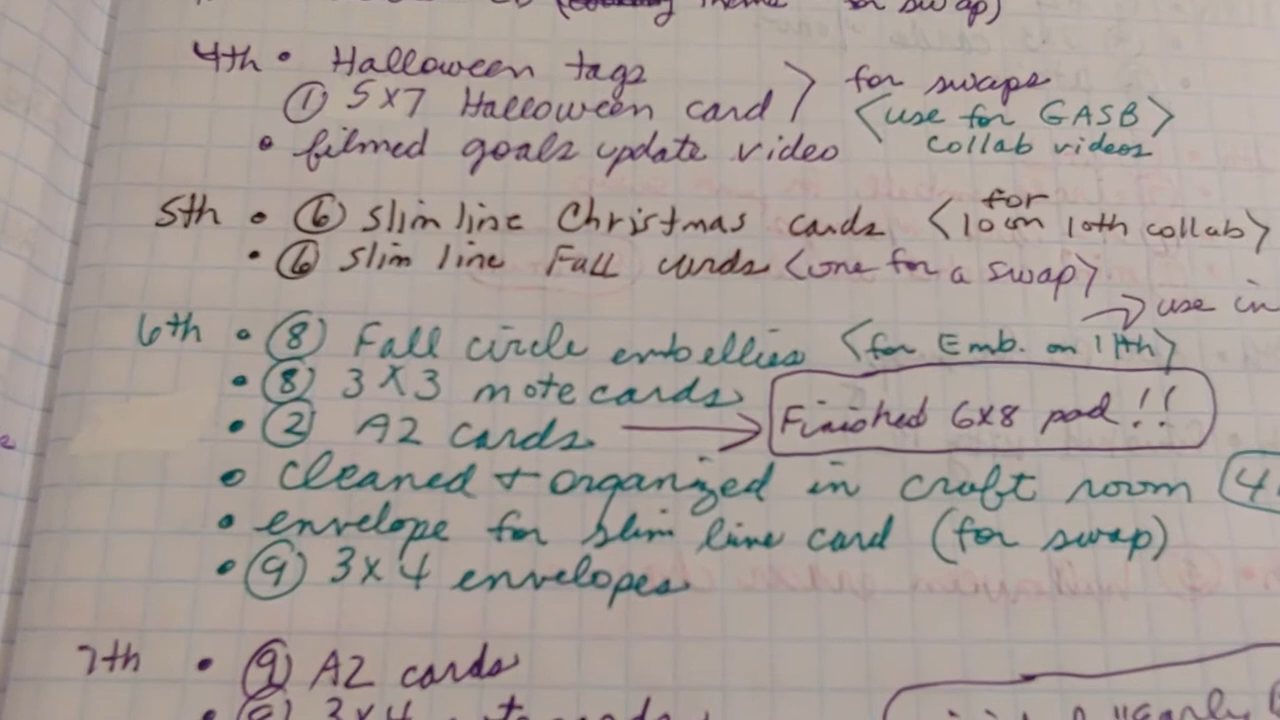 for swap)
4th • Halloween tags
① 5x7 Halloween card > for swaps
<use for GASB>
collab videos
• filmed goals update video
5th • ⑥ slim line Christmas cards <for 10 on 10th collab>
• ⑥ slim line Fall cards <one for a swap>
→ use in
6th • ⑧ Fall circle embellies <for Emb. on 11th>
• ⑧ 3x3 note cards
• ② A2 cards → Finished 6x8 pad!!
• cleaned + organized in craft room
• envelope for slim line card (for swap)
• ⑨ 3x4 envelopes
7th • ⑨ A2 cards
3x4